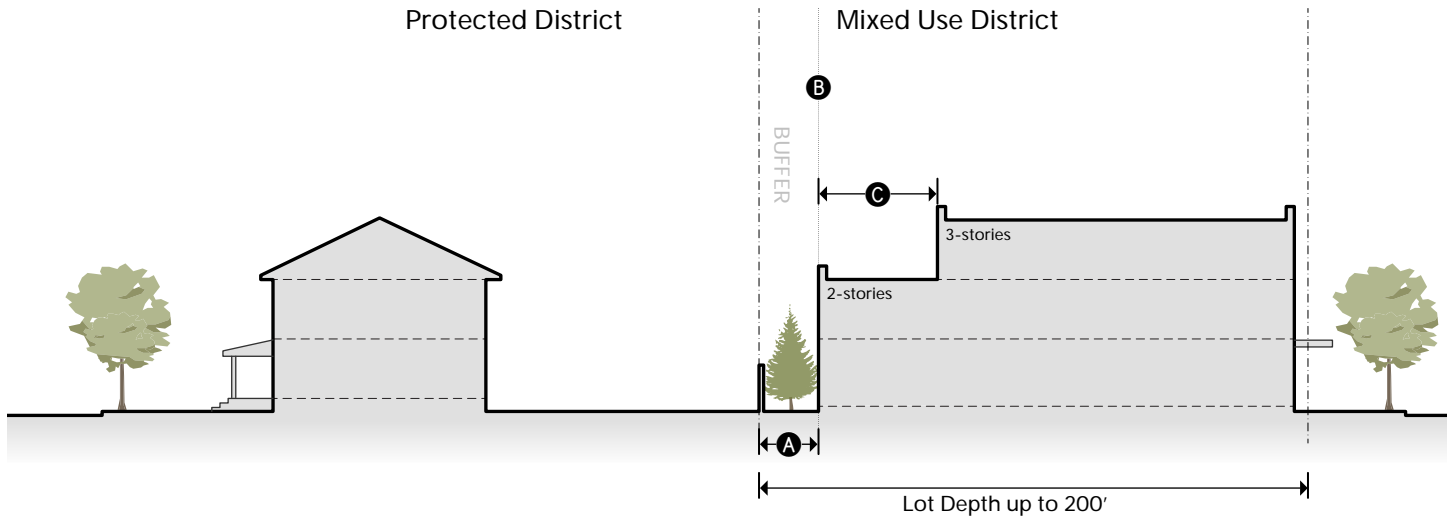 Protected District
Mixed Use District
B
BUFFER
C
3-stories
2-stories
A
Lot Depth up to 200'